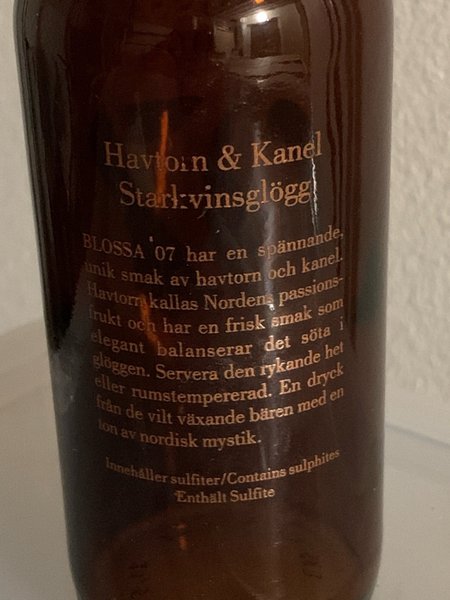 Havtorn & Kanel
Starkvinsglögg
BLOSSA '07 har en spännande,
unik smak av havtorn och kanel.
Havtorn kallas Nordens passions-
frukt och har en frisk smak som
elegant balanserar det söta i
glöggen. Servera den rykande het
eller rumstempererad. En dryck
från de vilt växande bären med en
ton av nordisk mystik.
Innehåller sulfiter/Contains sulphites
Enthält Sulfite